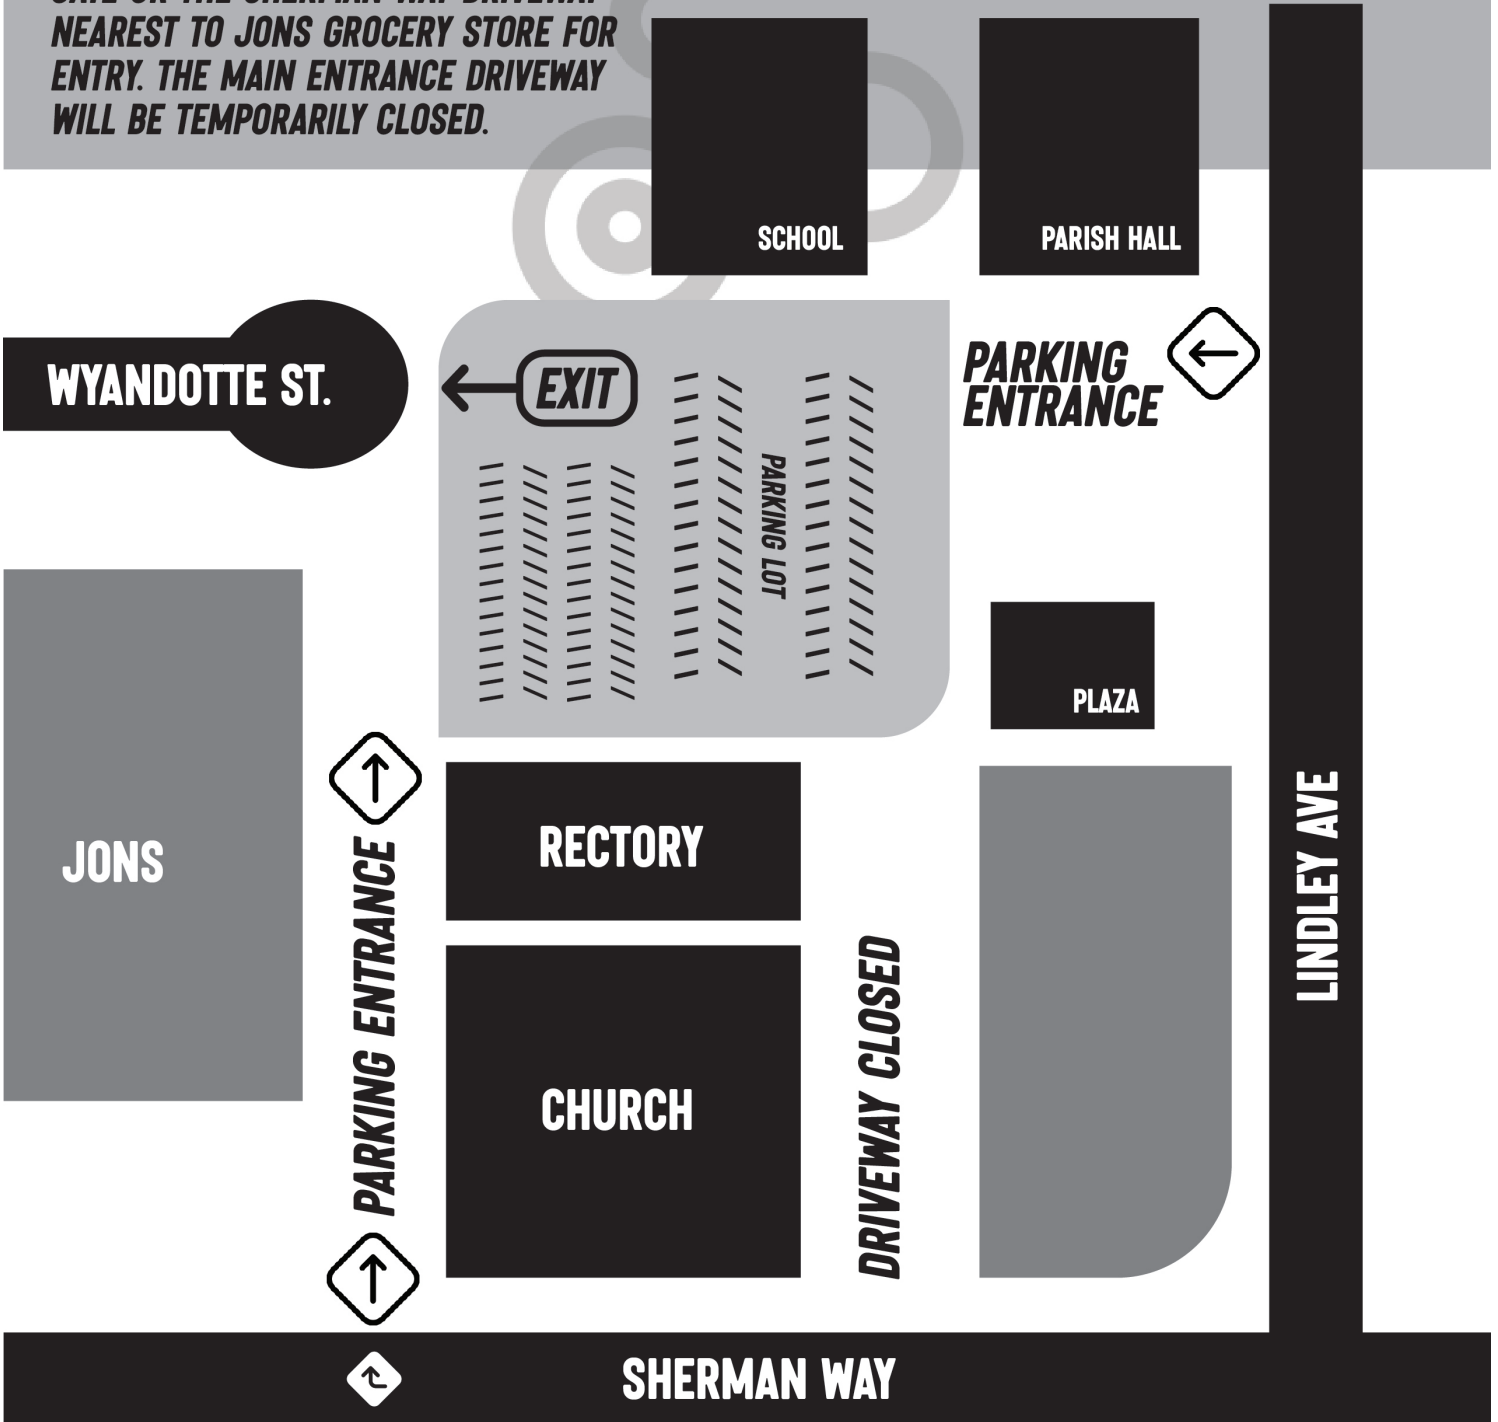 NEAREST TO JONS GROCERY STORE FOR
ENTRY. THE MAIN ENTRANCE DRIVEWAY
WILL BE TEMPORARILY CLOSED.
SCHOOL
PARISH HALL
WYANDOTTE ST.
EXIT
PARKING
ENTRANCE
PARKING LOT
PLAZA
JONS
PARKING ENTRANCE
RECTORY
CHURCH
DRIVEWAY CLOSED
LINDLEY AVE
SHERMAN WAY